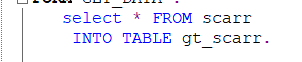 select * FROM scarr
INTO TABLE gt_scarr.